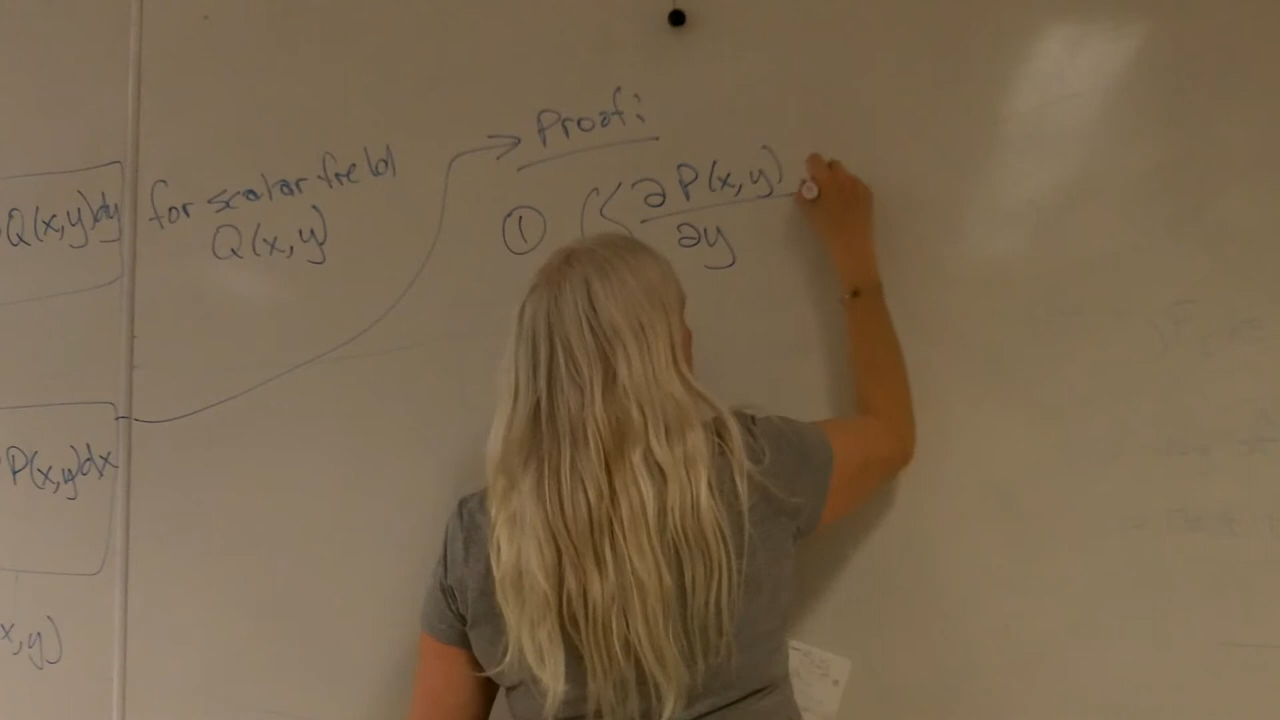 Q(x,y)dy
for scalar field
Q(x,y)
P(x,y)dx
x,y)
Proof:
① ∬ ∂P(x,y)
∂y